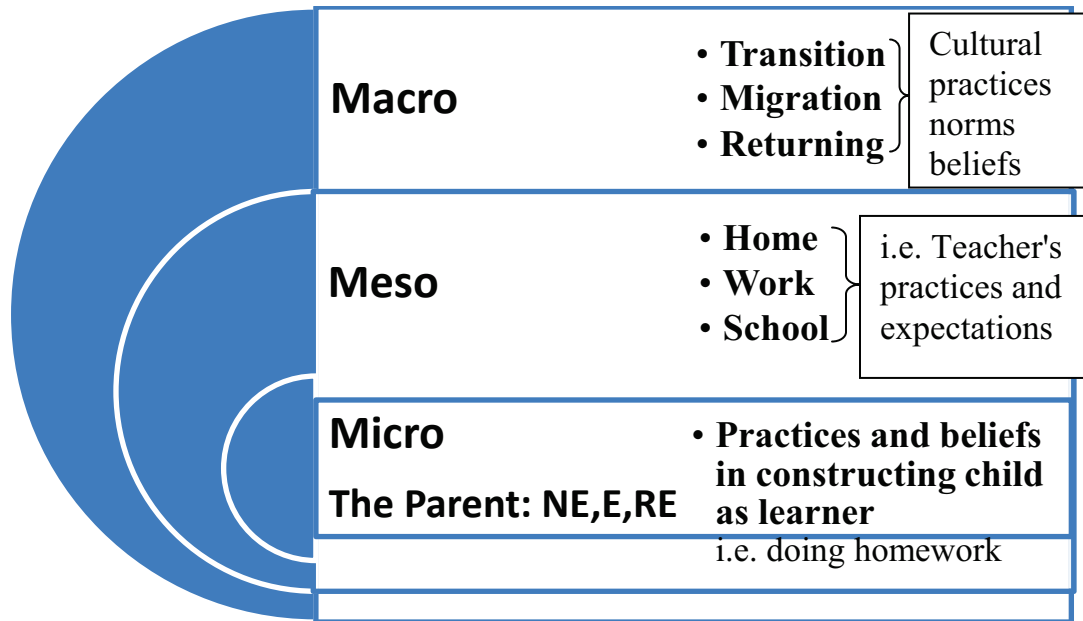 Macro
• Transition
• Migration
• Returning
Cultural
practices
norms
beliefs
Meso
• Home
• Work
• School
i.e. Teacher's
practices and
expectations
Micro
The Parent: NE,E,RE
• Practices and beliefs
in constructing child
as learner
i.e. doing homework